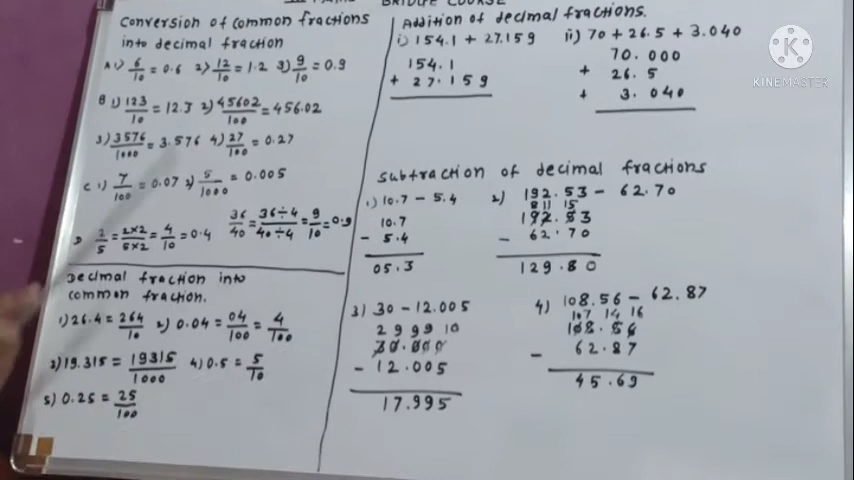 BRIDGE COURSE
Conversion of common fractions
into decimal fraction
A 1) 6/10 = 0.6 2) 12/10 = 1.2 3) 9/10 = 0.9
B 1) 123/10 = 12.3 2) 45602/100 = 456.02
3) 3576/1000 = 3.576 4) 27/100 = 0.27
C 1) 7/100 = 0.07 2) 5/1000 = 0.005
D 2/5 = 2×2/5×2 = 4/10 = 0.4 36/40 = 36÷4/40÷4 = 9/10 = 0.9
Decimal fraction into
common fraction.
1) 26.4 = 264/10 2) 0.04 = 04/100 = 4/100
3) 19.315 = 19315/1000 4) 0.5 = 5/10
5) 0.25 = 25/100
Addition of decimal fractions.
i) 154.1 + 27.159 ii) 70 + 26.5 + 3.040
154.1
+ 27.159
70.000
+ 26.5
+ 3.040
Subtraction of decimal fractions
1) 10.7 - 5.4
10.7
- 5.4
05.3
2) 192.53 - 62.70
8 11 15
192.53
- 62.70
129.80
3) 30 - 12.005
2 9 9 9 10
30.000
- 12.005
17.995
4) 108.56 - 62.87
107 14 16
108.56
- 62.87
45.69
K
KINEMASTER